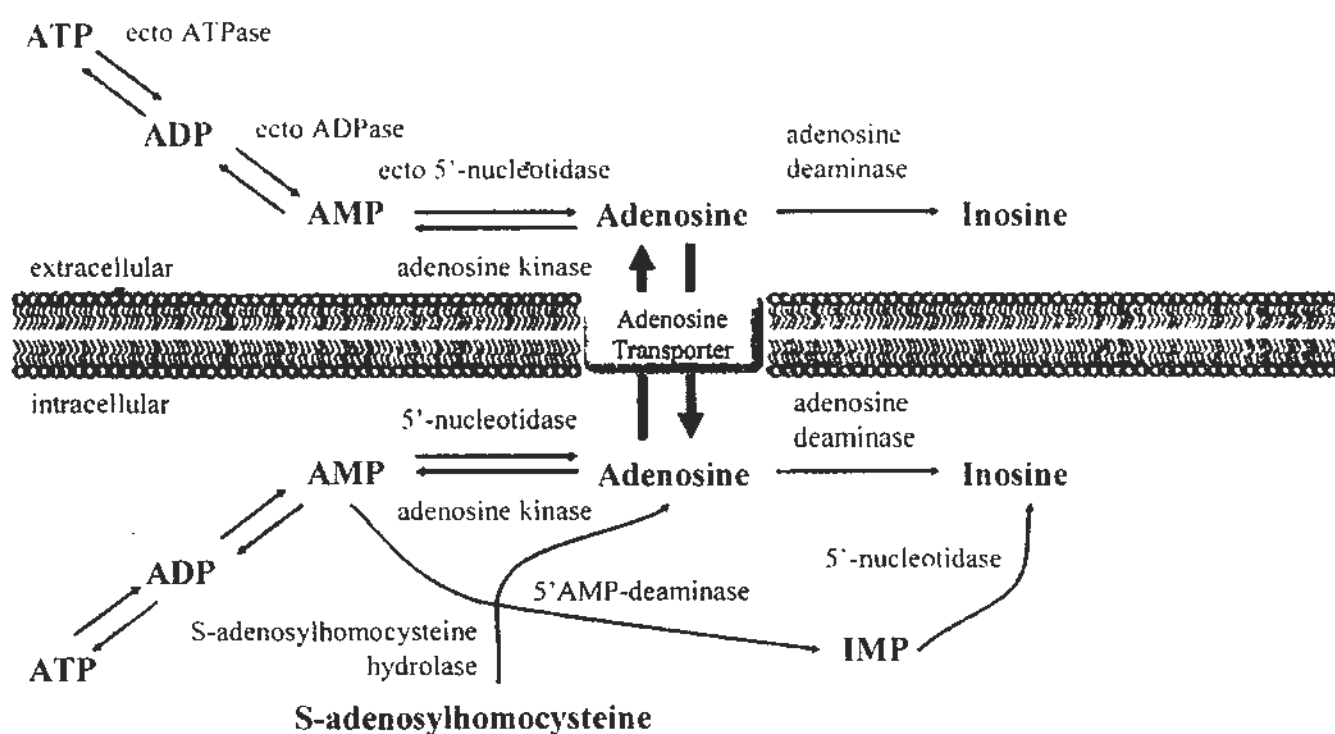 ATP
ecto ATPase
ADP
ecto ADPase
AMP
ecto 5'-nucleotidase
Adenosine
adenosine
deaminase
Inosine
adenosine kinase
extracellular
Adenosine
Transporter
intracellular
5'-nucleotidase
adenosine
deaminase
AMP
Adenosine
Inosine
adenosine kinase
ADP
5'-nucleotidase
5'AMP-deaminase
S-adenosylhomocysteine
hydrolase
ATP
IMP
S-adenosylhomocysteine